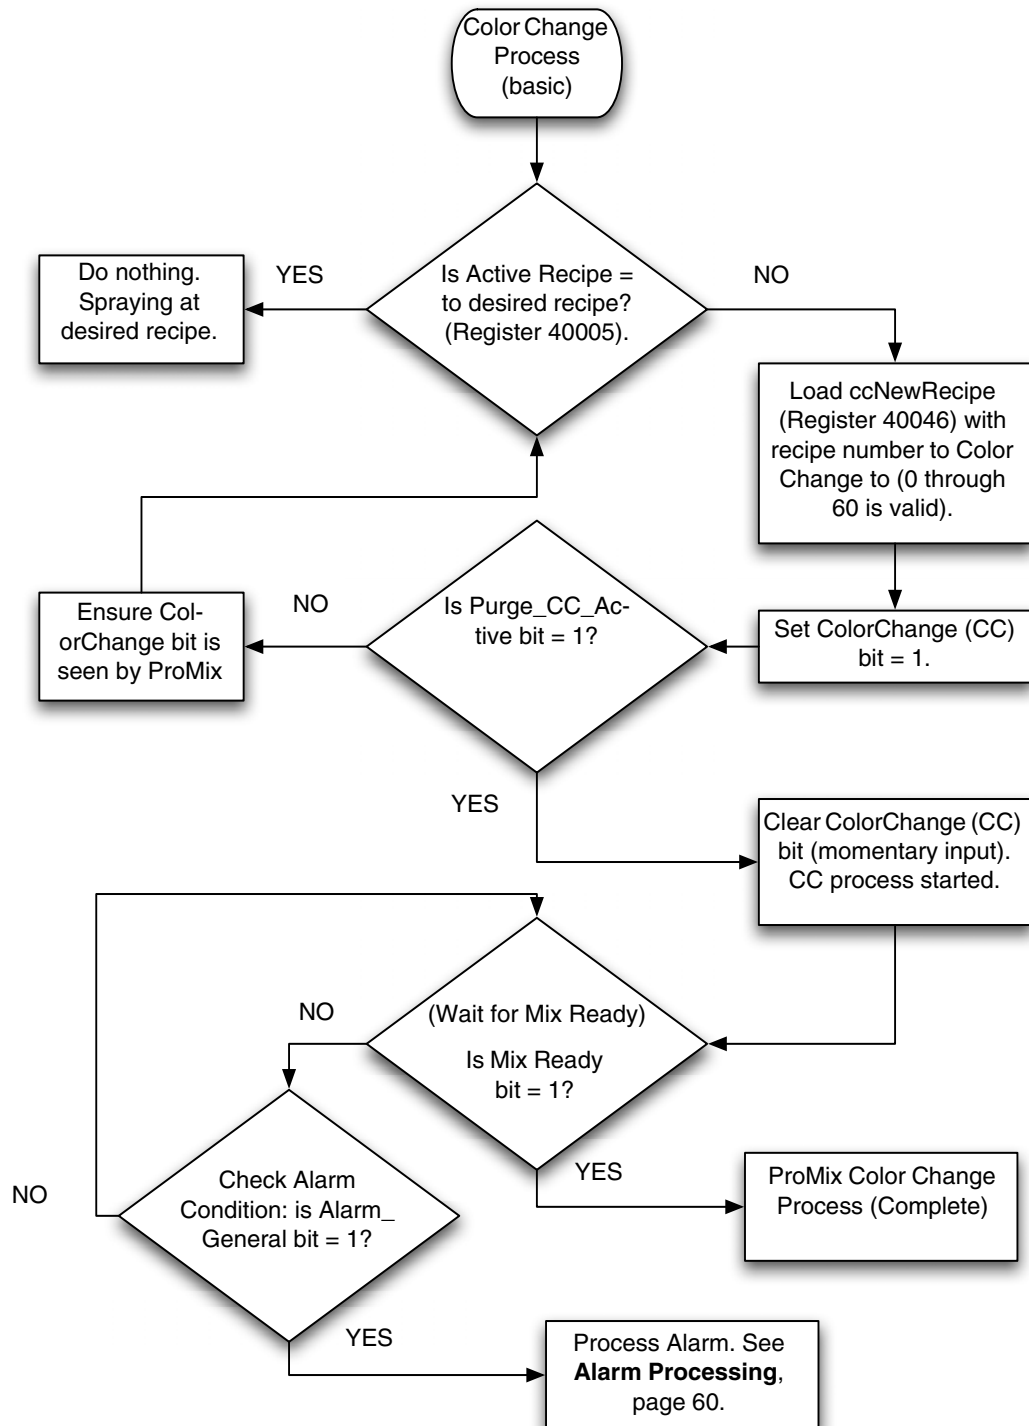 Color Change
Process
(basic)
Is Active Recipe =
to desired recipe?
(Register 40005).
YES
NO
Do nothing.
Spraying at
desired recipe.
Load ccNewRecipe
(Register 40046) with
recipe number to Color
Change to (0 through
60 is valid).
Set ColorChange (CC)
bit = 1.
Is Purge_CC_Ac-
tive bit = 1?
NO
Ensure Col-
orChange bit is
seen by ProMix
YES
Clear ColorChange (CC)
bit (momentary input).
CC process started.
(Wait for Mix Ready)
Is Mix Ready
bit = 1?
NO
YES
ProMix Color Change
Process (Complete)
Check Alarm
Condition: is Alarm_
General bit = 1?
NO
YES
Process Alarm. See
Alarm Processing,
page 60.